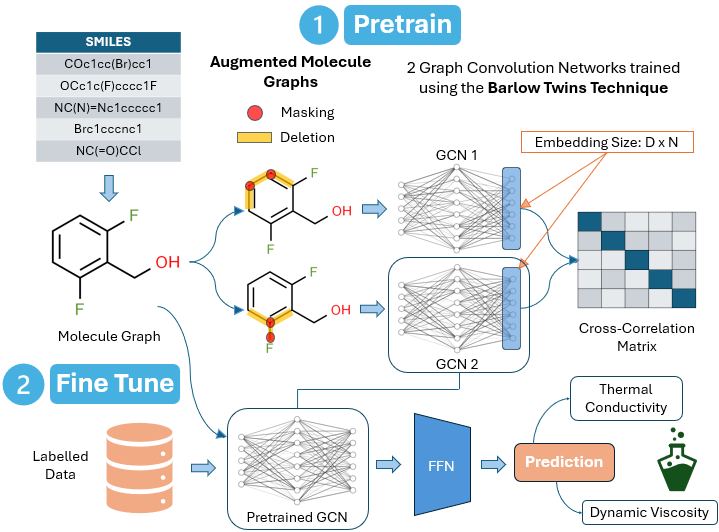 1 Pretrain
SMILES
COc1cc(Br)cc1
OCc1c(F)cccc1F
NC(N)=Nc1ccccc1
Brc1cccnc1
NC(=O)CCl
Augmented Molecule
Graphs
Masking
Deletion
2 Graph Convolution Networks trained
using the Barlow Twins Technique
Embedding Size: D x N
GCN 1
F
OH
F
F
OH
F
Molecule Graph
F
OH
F
GCN 2
Cross-Correlation
Matrix
2 Fine Tune
Labelled
Data
Pretrained GCN
FFN
Prediction
Thermal
Conductivity
Dynamic Viscosity